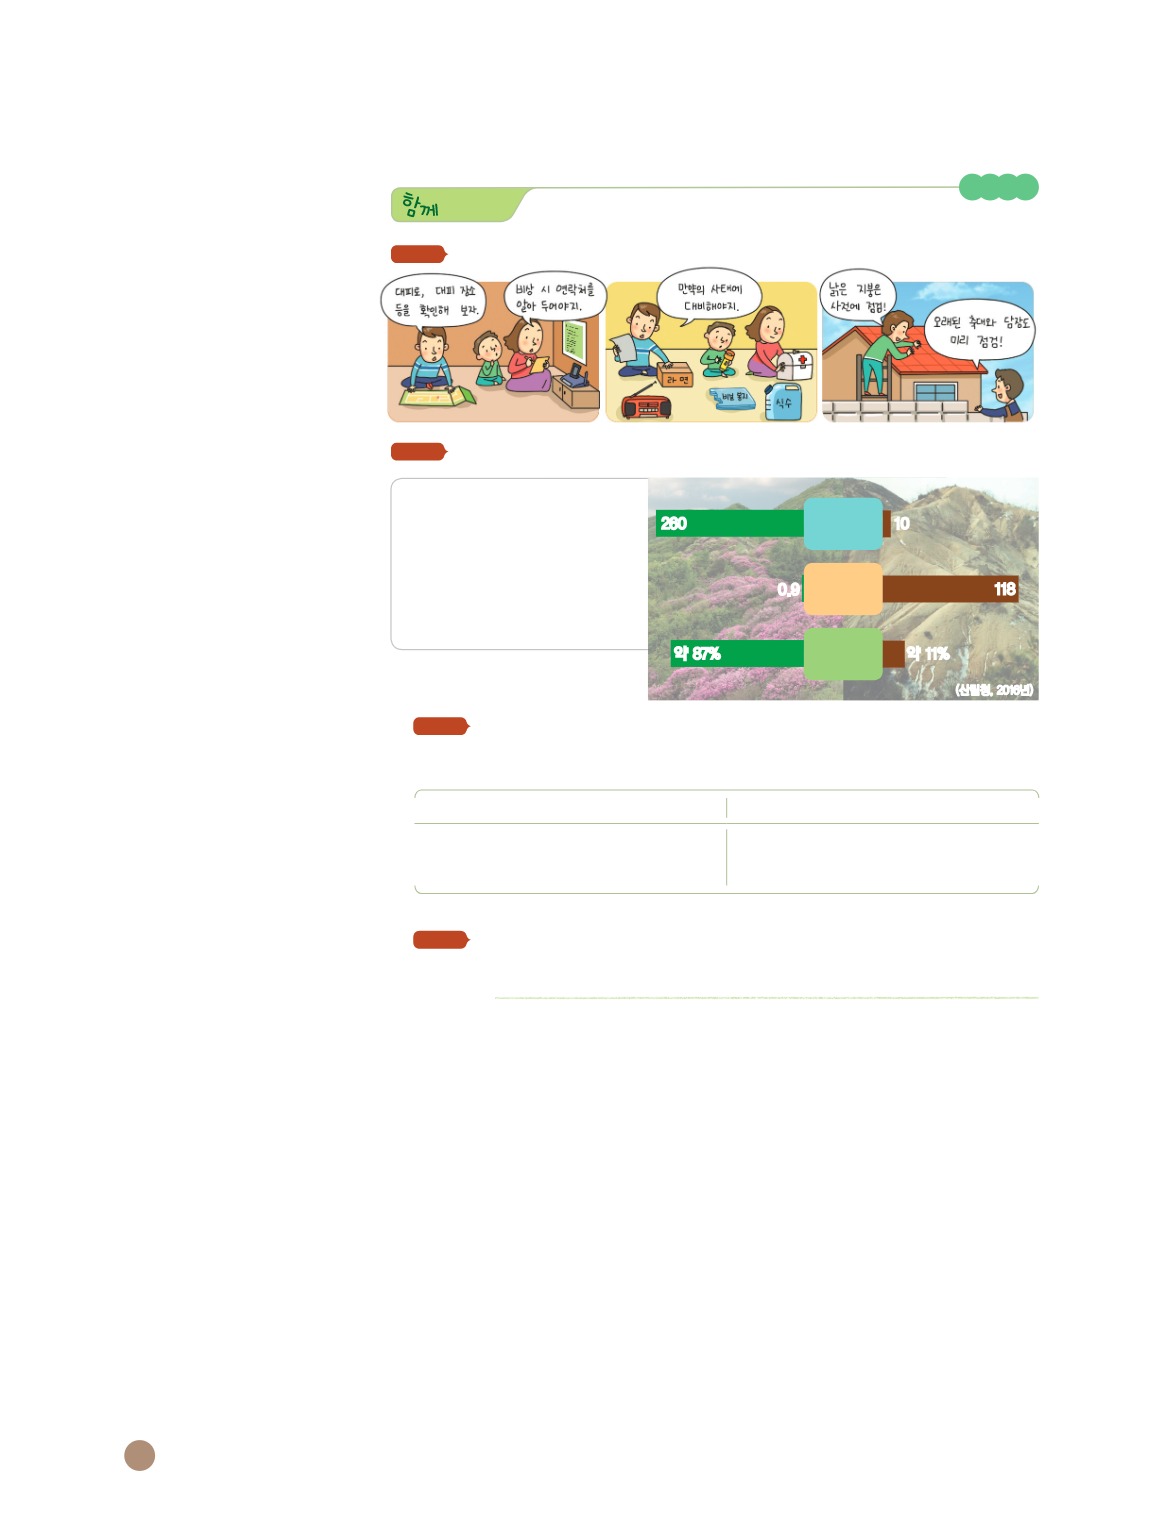 함께
대피로, 대피 장소
등을 확인해 보자.
비상 시 연락처를
알아 두어야지.
만약의 사태에
대비해야지.
낡은 지붕은
사전에 점검!
오래된 축대와 담장도
미리 점검!
라면
비닐 봉지
식수
260
10
0.9
118
약 87%
약 11%
(산림청, 2016년)